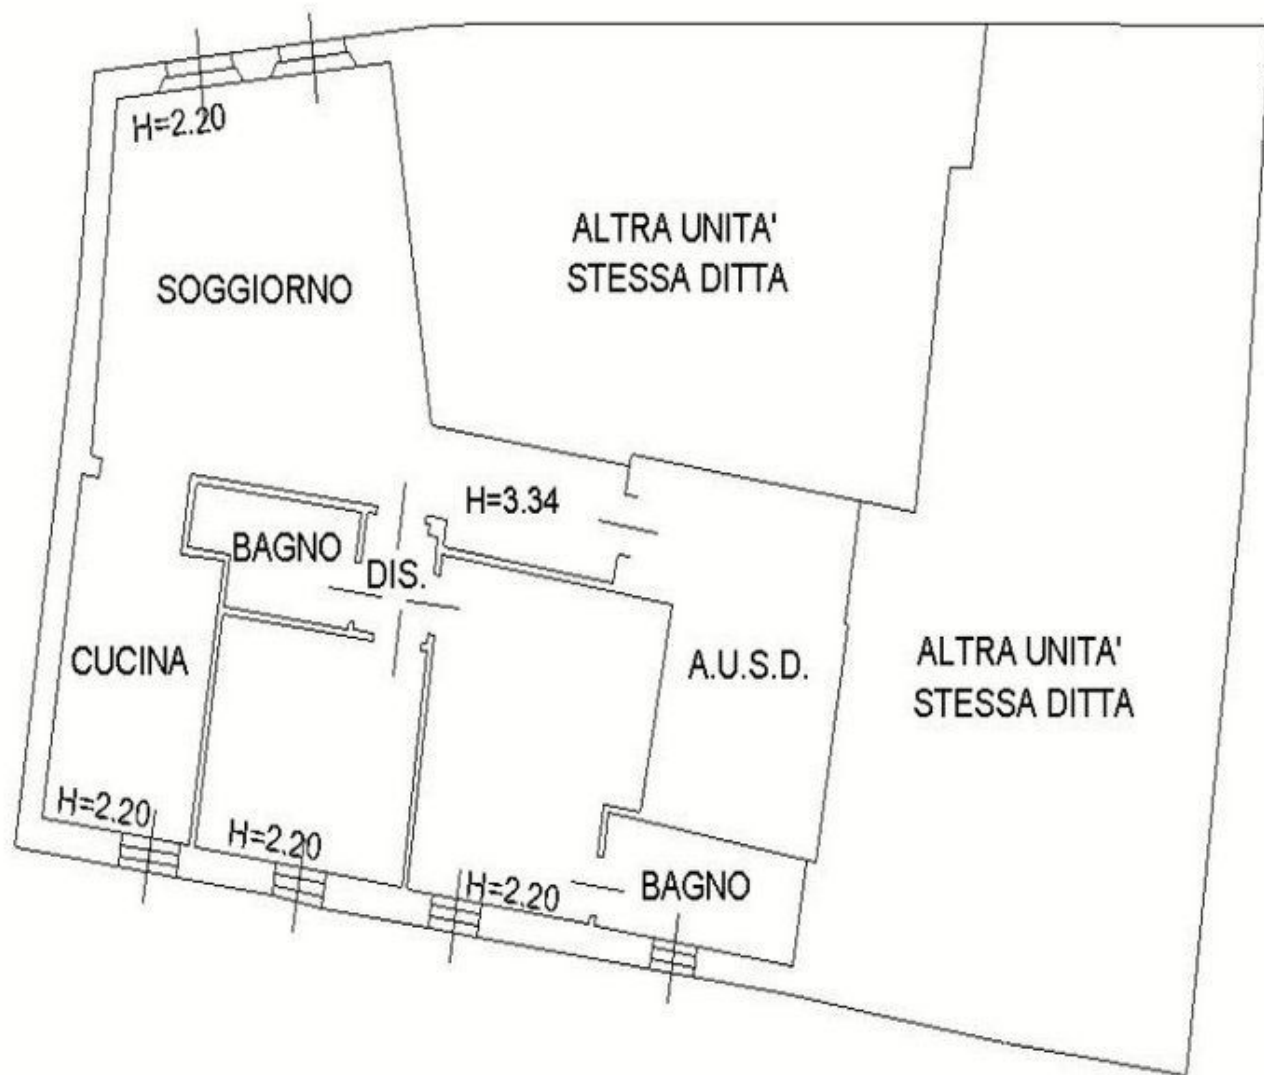 H=2.20
ALTRA UNITA'
STESSA DITTA
SOGGIORNO
H=3.34
BAGNO
DIS.
CUCINA
A.U.S.D.
ALTRA UNITA'
STESSA DITTA
H=2.20
H=2.20
H=2.20
BAGNO